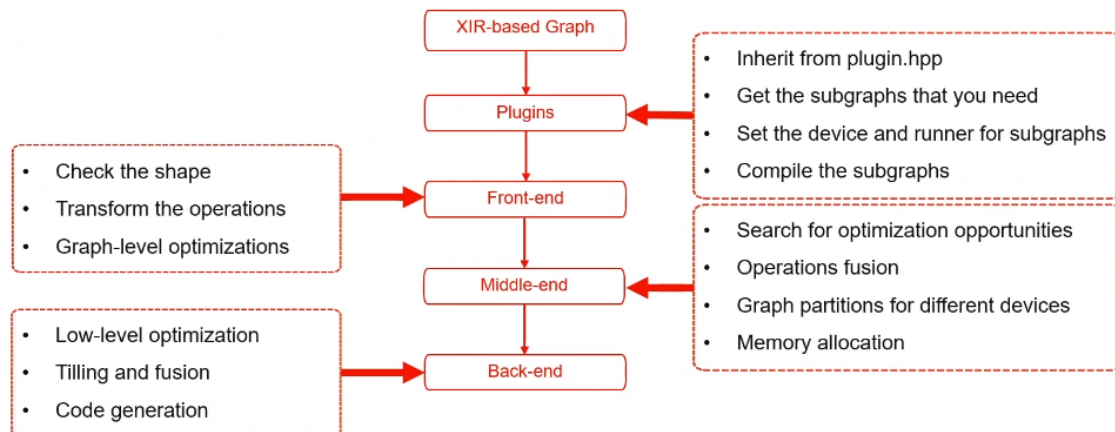 XIR-based Graph
Plugins
• Inherit from plugin.hpp
• Get the subgraphs that you need
• Set the device and runner for subgraphs
• Compile the subgraphs
• Check the shape
• Transform the operations
• Graph-level optimizations
Front-end
Middle-end
• Search for optimization opportunities
• Operations fusion
• Graph partitions for different devices
• Memory allocation
• Low-level optimization
• Tilling and fusion
• Code generation
Back-end